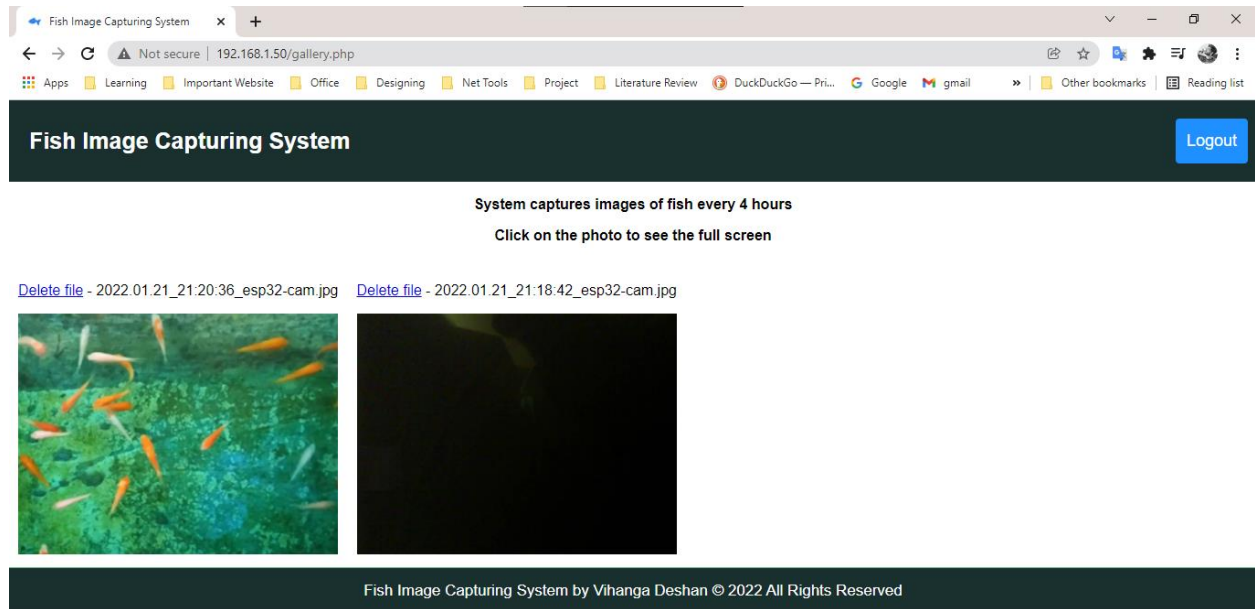 Fish Image Capturing System
Not secure | 192.168.1.50/gallery.php
Apps Learning Important Website Office Designing Net Tools Project Literature Review DuckDuckGo — Pri... Google gmail » Other bookmarks Reading list
Fish Image Capturing System Logout
System captures images of fish every 4 hours
Click on the photo to see the full screen
Delete file - 2022.01.21_21:20:36_esp32-cam.jpg Delete file - 2022.01.21_21:18:42_esp32-cam.jpg
Fish Image Capturing System by Vihanga Deshan © 2022 All Rights Reserved